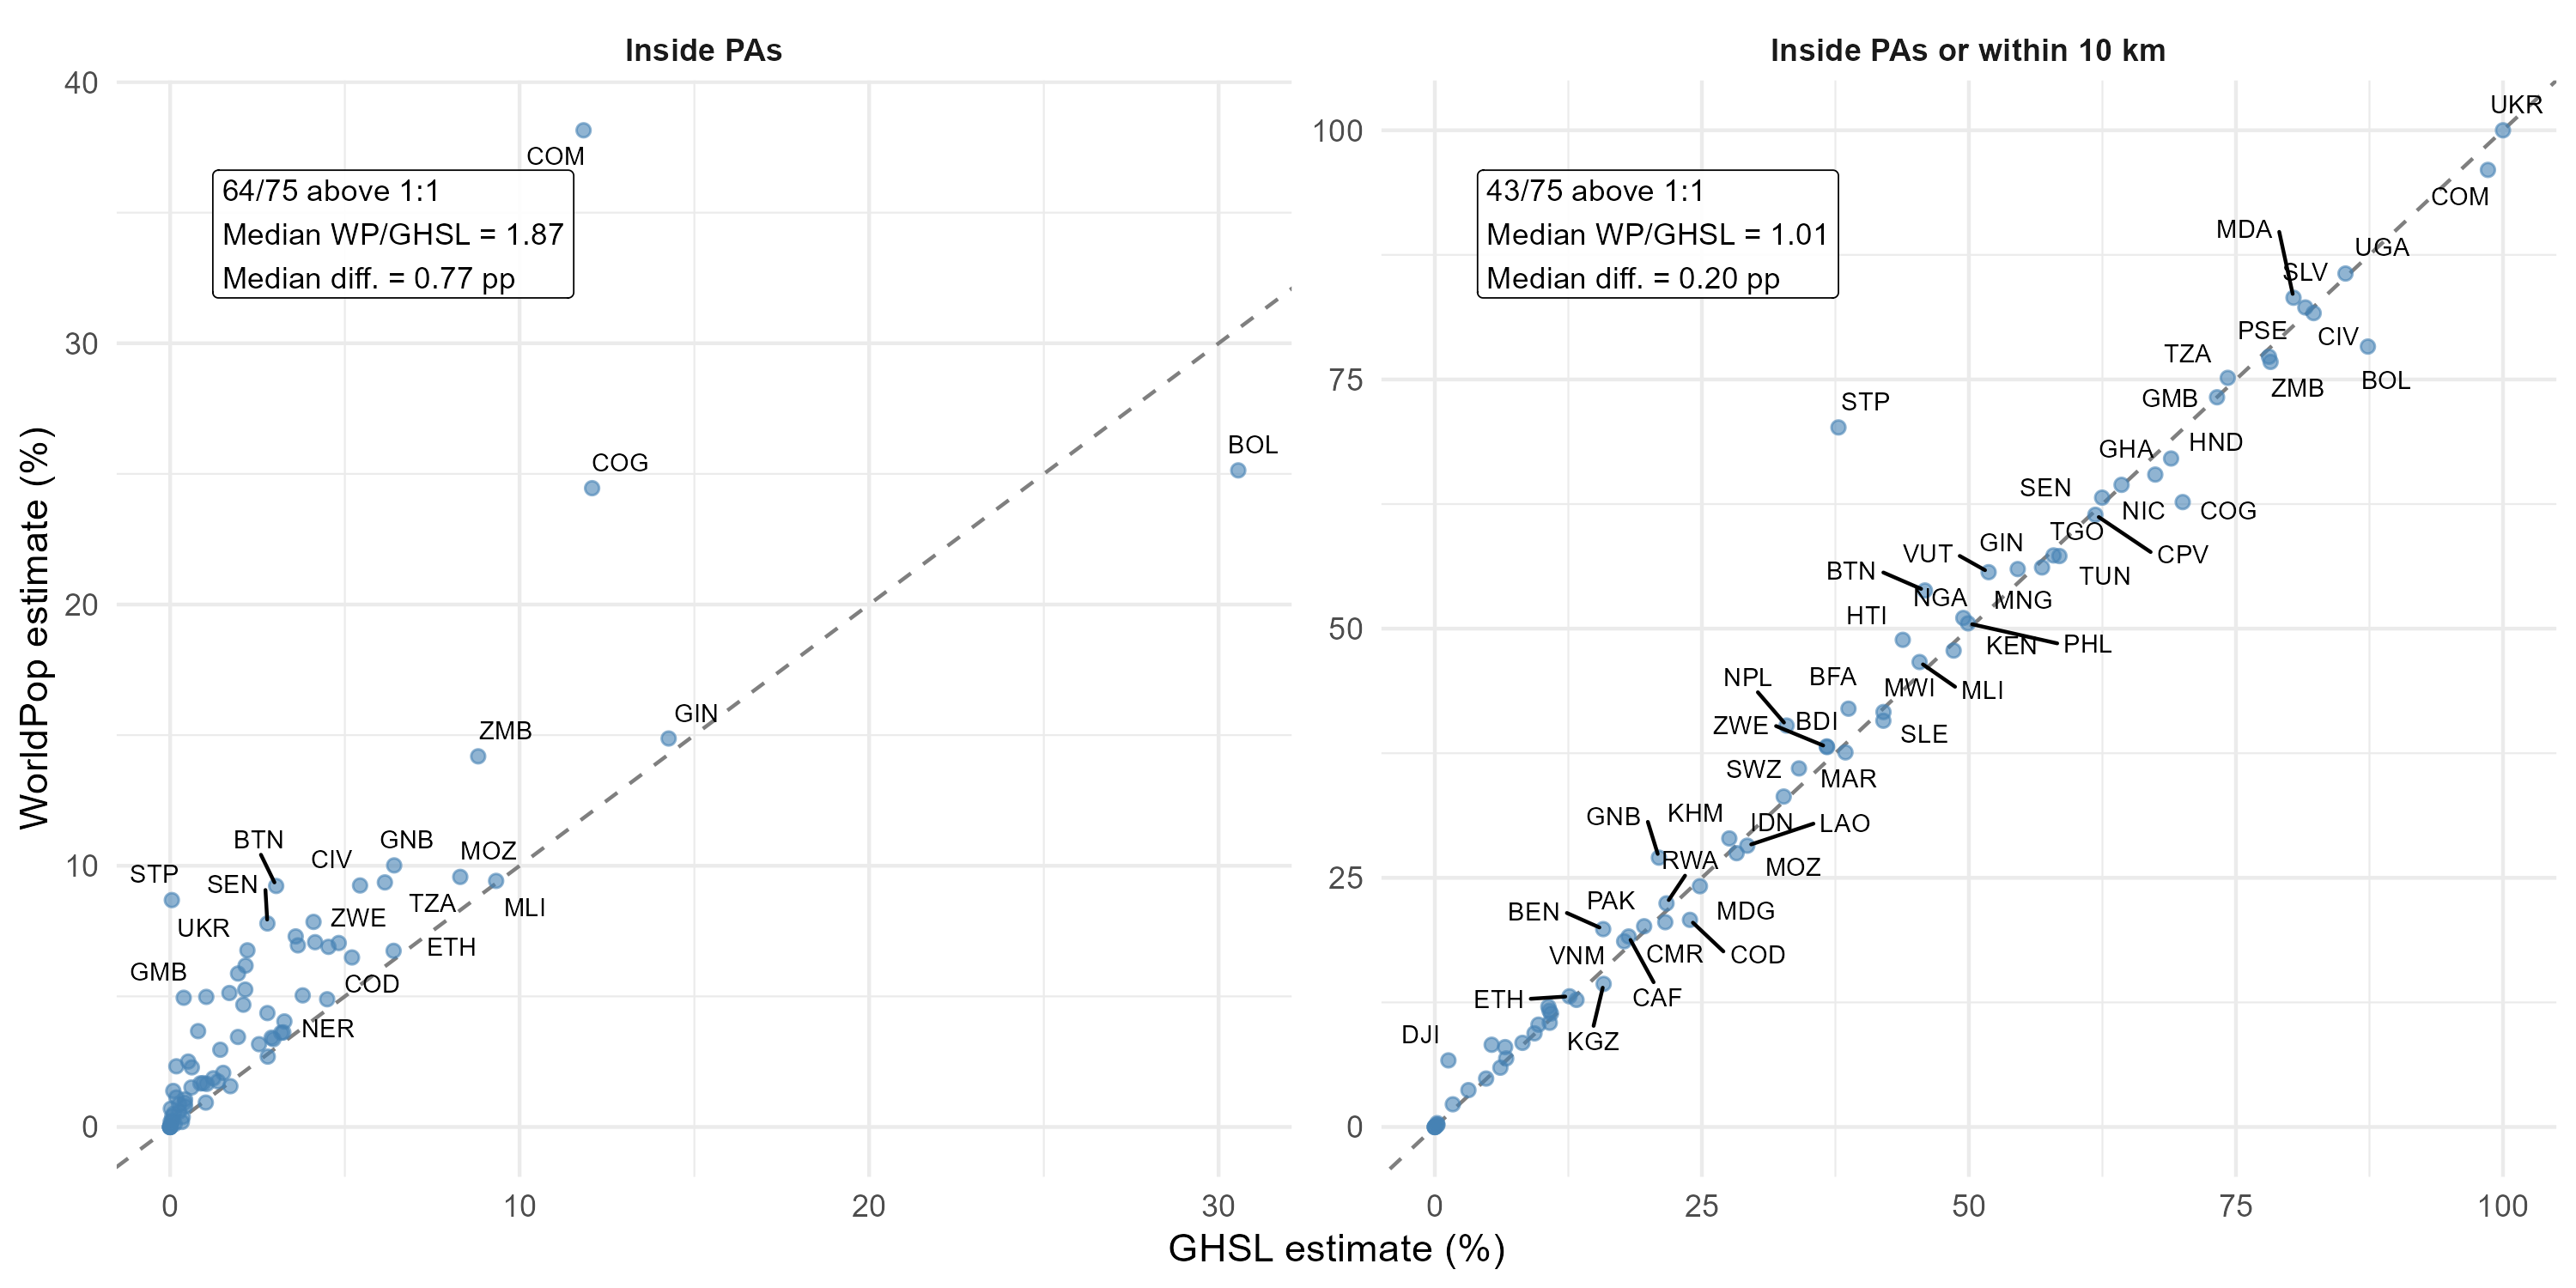 Inside PAs
Inside PAs or within 10 km
WorldPop estimate (%)
40
30
20
10
0
COM
64/75 above 1:1
Median WP/GHSL = 1.87
Median diff. = 0.77 pp
COG
BOL
ZMB
GIN
BTN
CIV
GNB
MOZ
STP
SEN
TZA
MLI
UKR
ZWE
ETH
GMB
COD
NER
0
10
20
30
100
75
50
25
0
UKR
COM
43/75 above 1:1
Median WP/GHSL = 1.01
Median diff. = 0.20 pp
MDA
UGA
SLV
PSE
CIV
TZA
ZMB
BOL
STP
GMB
GHA
HND
SEN
NIC
COG
VUT
GIN
TGO
CPV
BTN
TUN
NGA
MNG
HTI
KEN
PHL
NPL
BFA
MWI
MLI
ZWE
BDI
SLE
SWZ
MAR
GNB
KHM
IDN
LAO
RWA
MOZ
BEN
PAK
MDG
VNM
CMR
COD
ETH
CAF
DJI
KGZ
0
25
50
75
100
GHSL estimate (%)